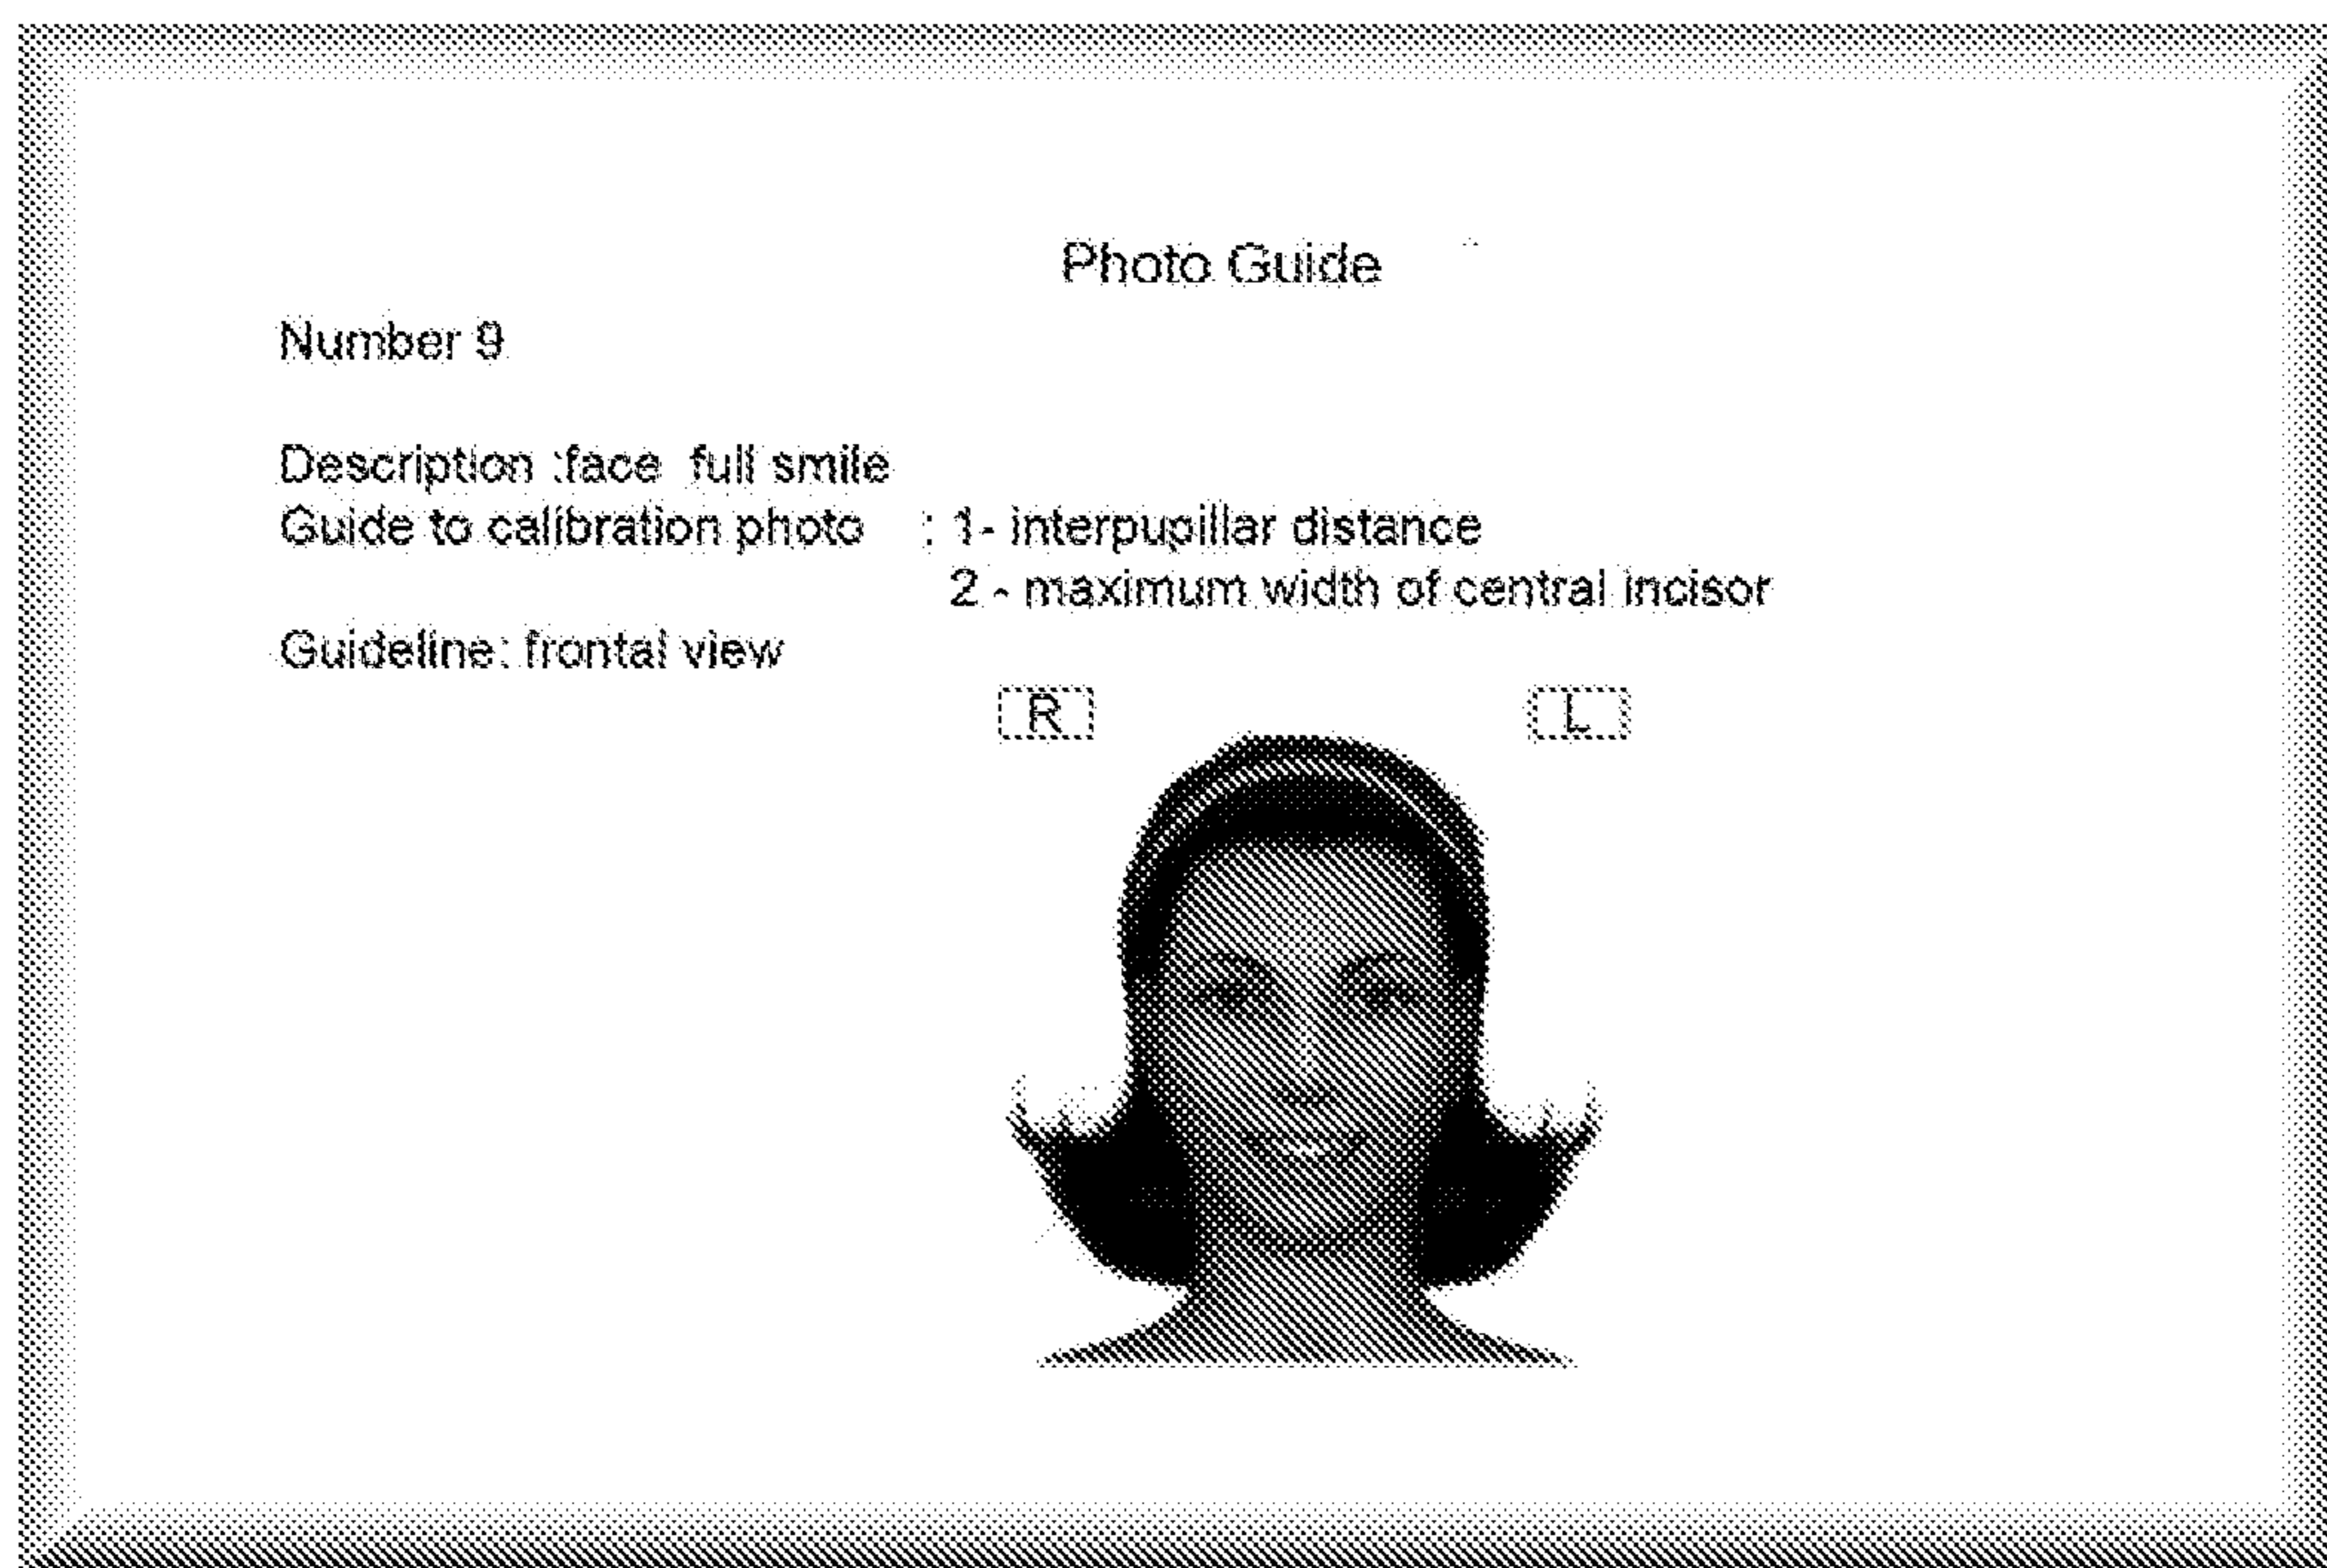 Photo Guide
Number 9
Description :face full smile
Guide to calibration photo : 1- interpupillar distance
2 - maximum width of central incisor
Guideline: frontal view
R L